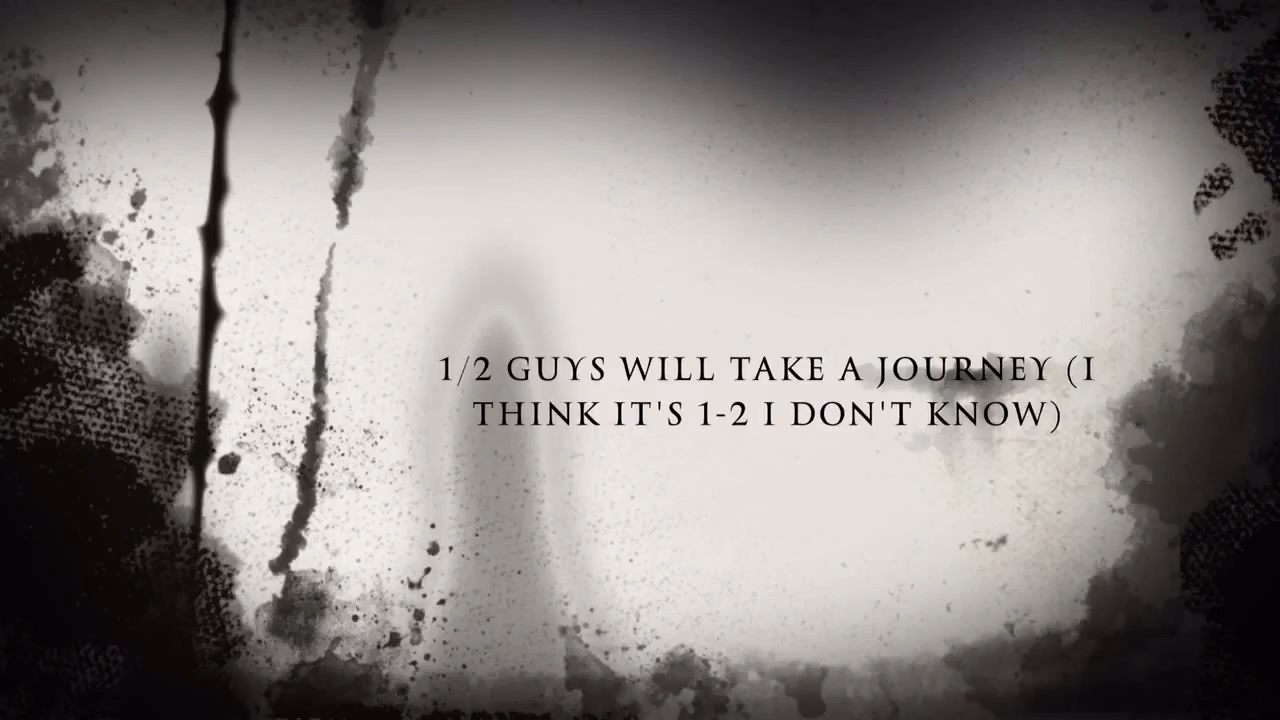 1/2 GUYS WILL TAKE A JOURNEY (I
THINK IT'S 1-2 I DON'T KNOW)